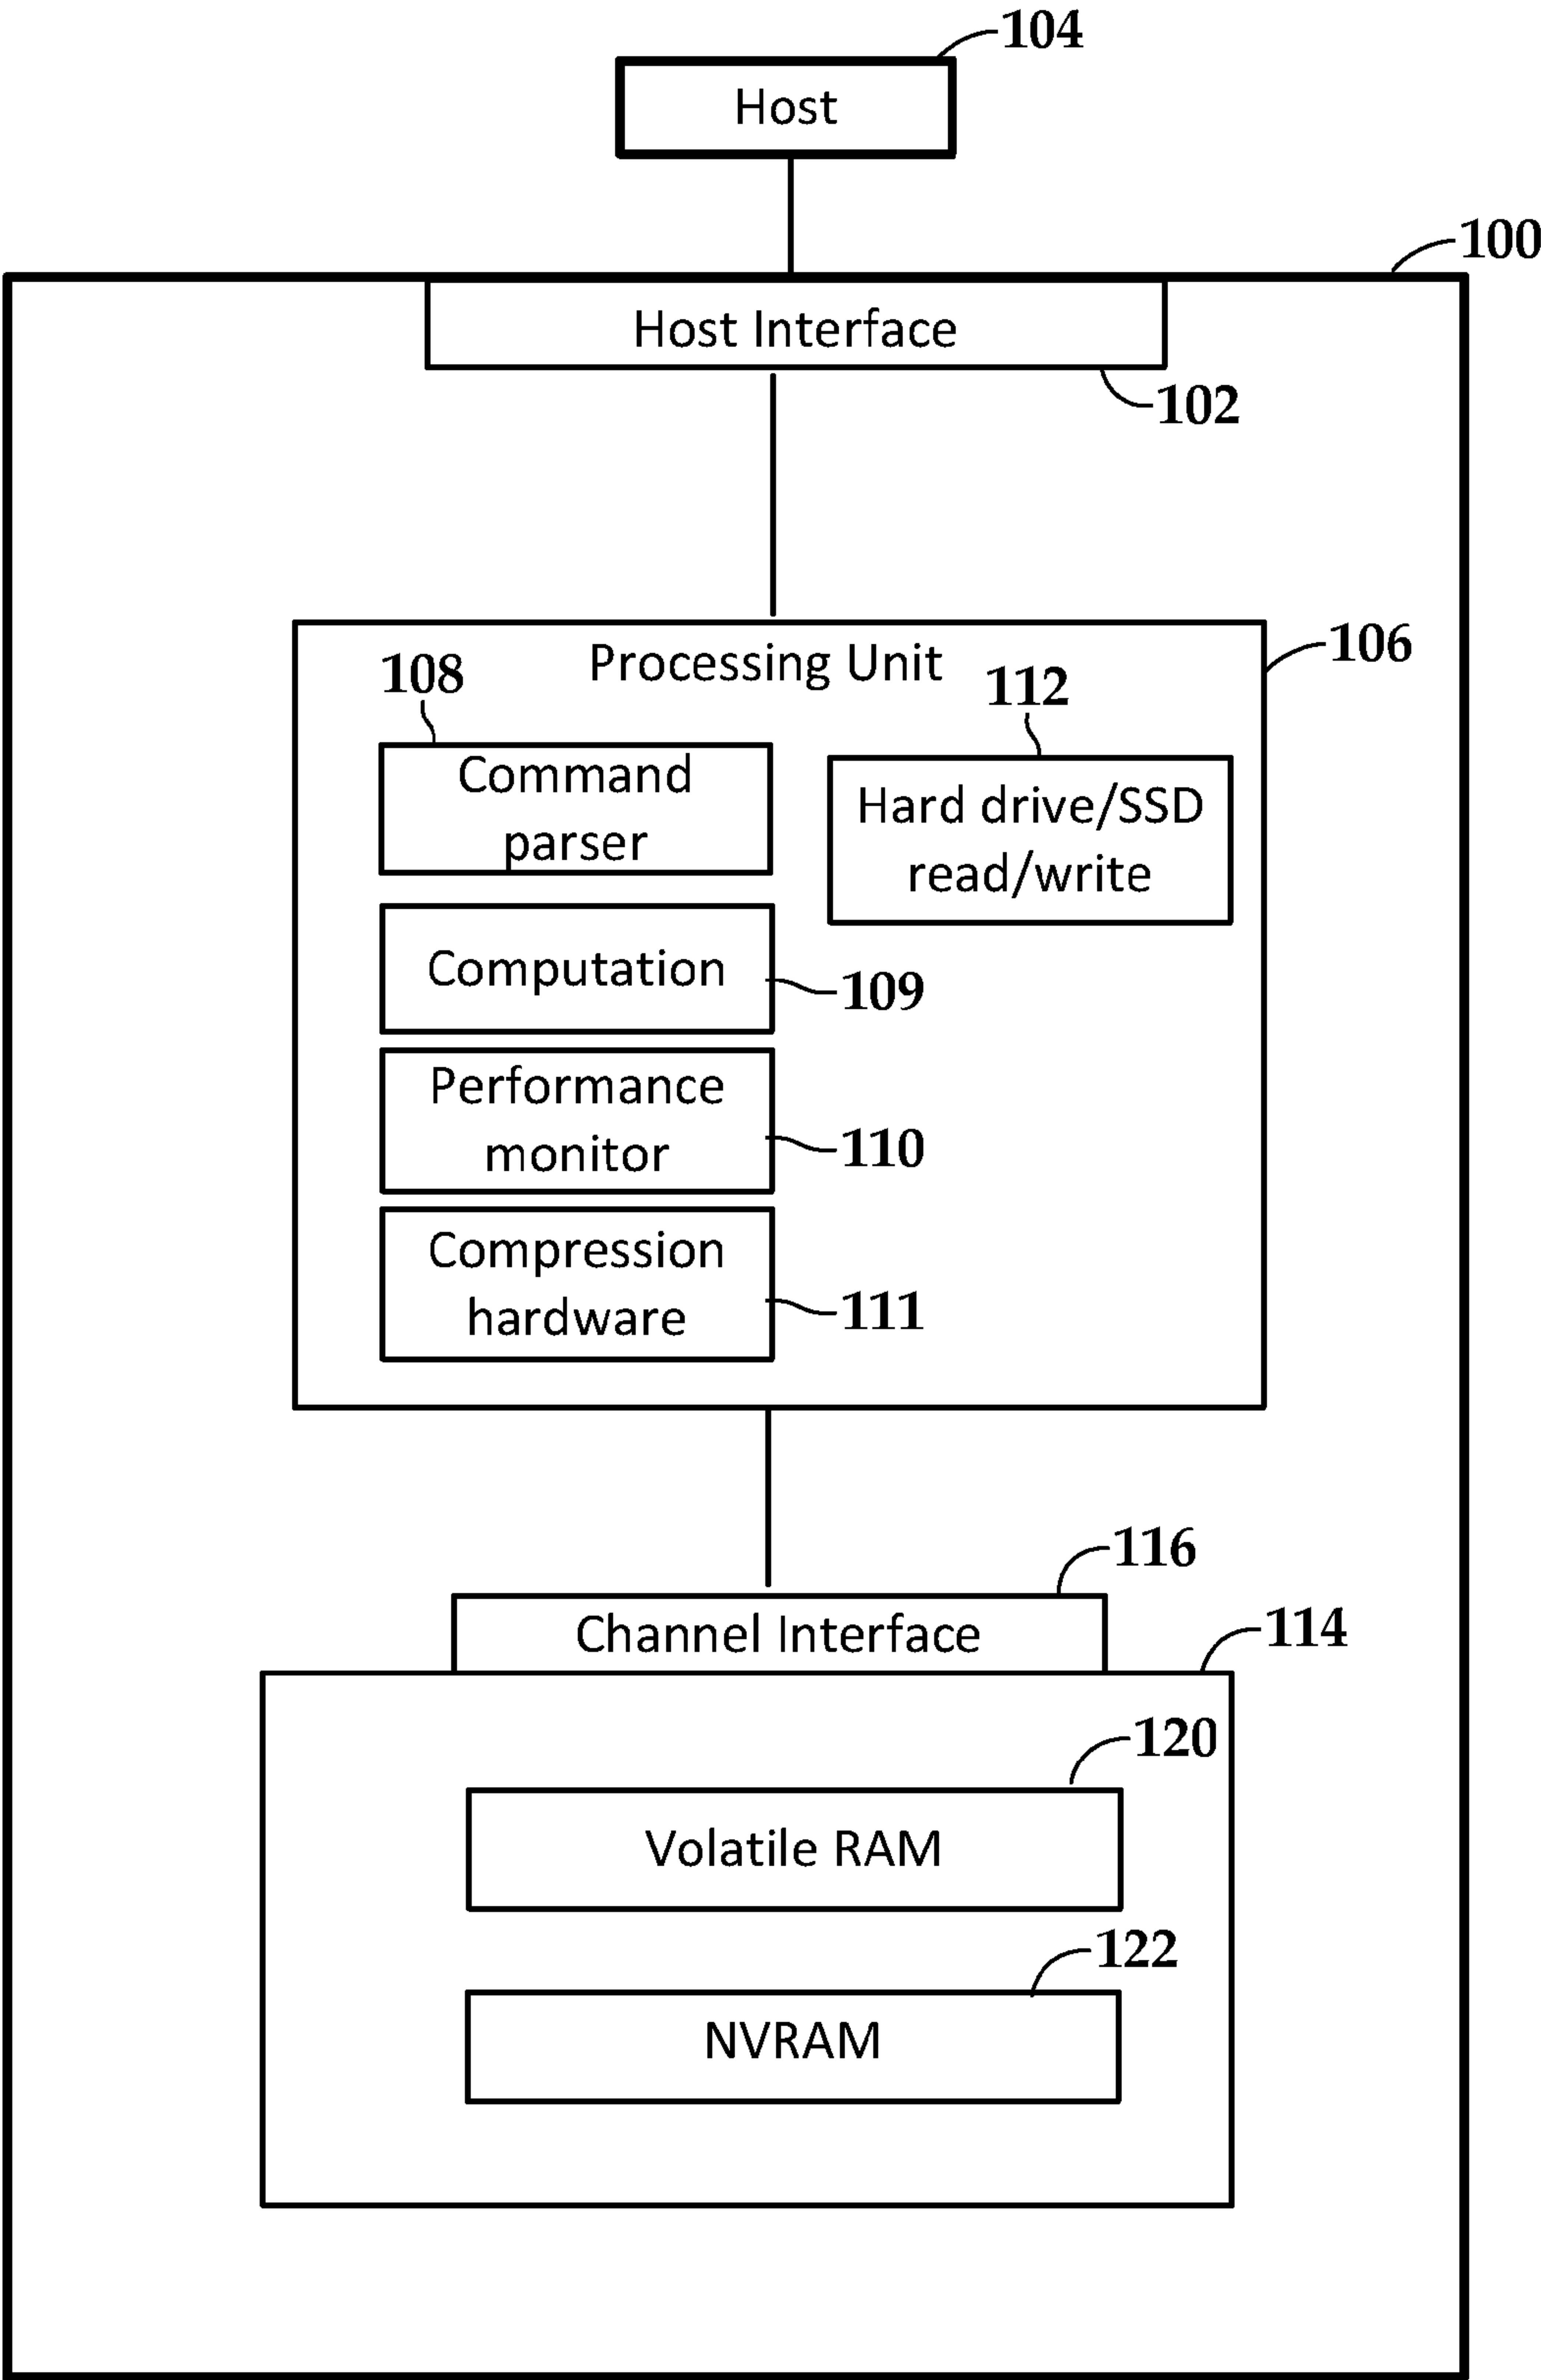 104
Host
100
Host Interface
102
Processing Unit
106
108
112
Command
parser
Hard drive/SSD
read/write
Computation
109
Performance
monitor
110
Compression
hardware
111
116
Channel Interface
114
120
Volatile RAM
122
NVRAM